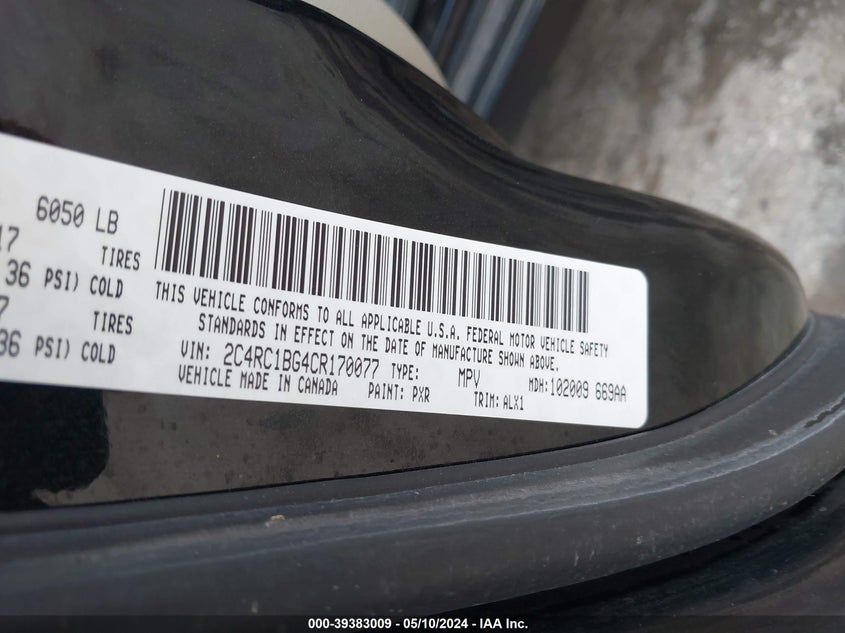 6050 LB
17 TIRES
36 PSI) COLD
7 TIRES
36 PSI) COLD
THIS VEHICLE CONFORMS TO ALL APPLICABLE U.S.A. FEDERAL MOTOR VEHICLE SAFETY
STANDARDS IN EFFECT ON THE DATE OF MANUFACTURE SHOWN ABOVE.
VIN: 2C4RC1BG4CR170077 TYPE: MPV MDH:102009 669AA
VEHICLE MADE IN CANADA PAINT: PXR TRIM: ALX1
000-39383009 - 05/10/2024 - IAA Inc.